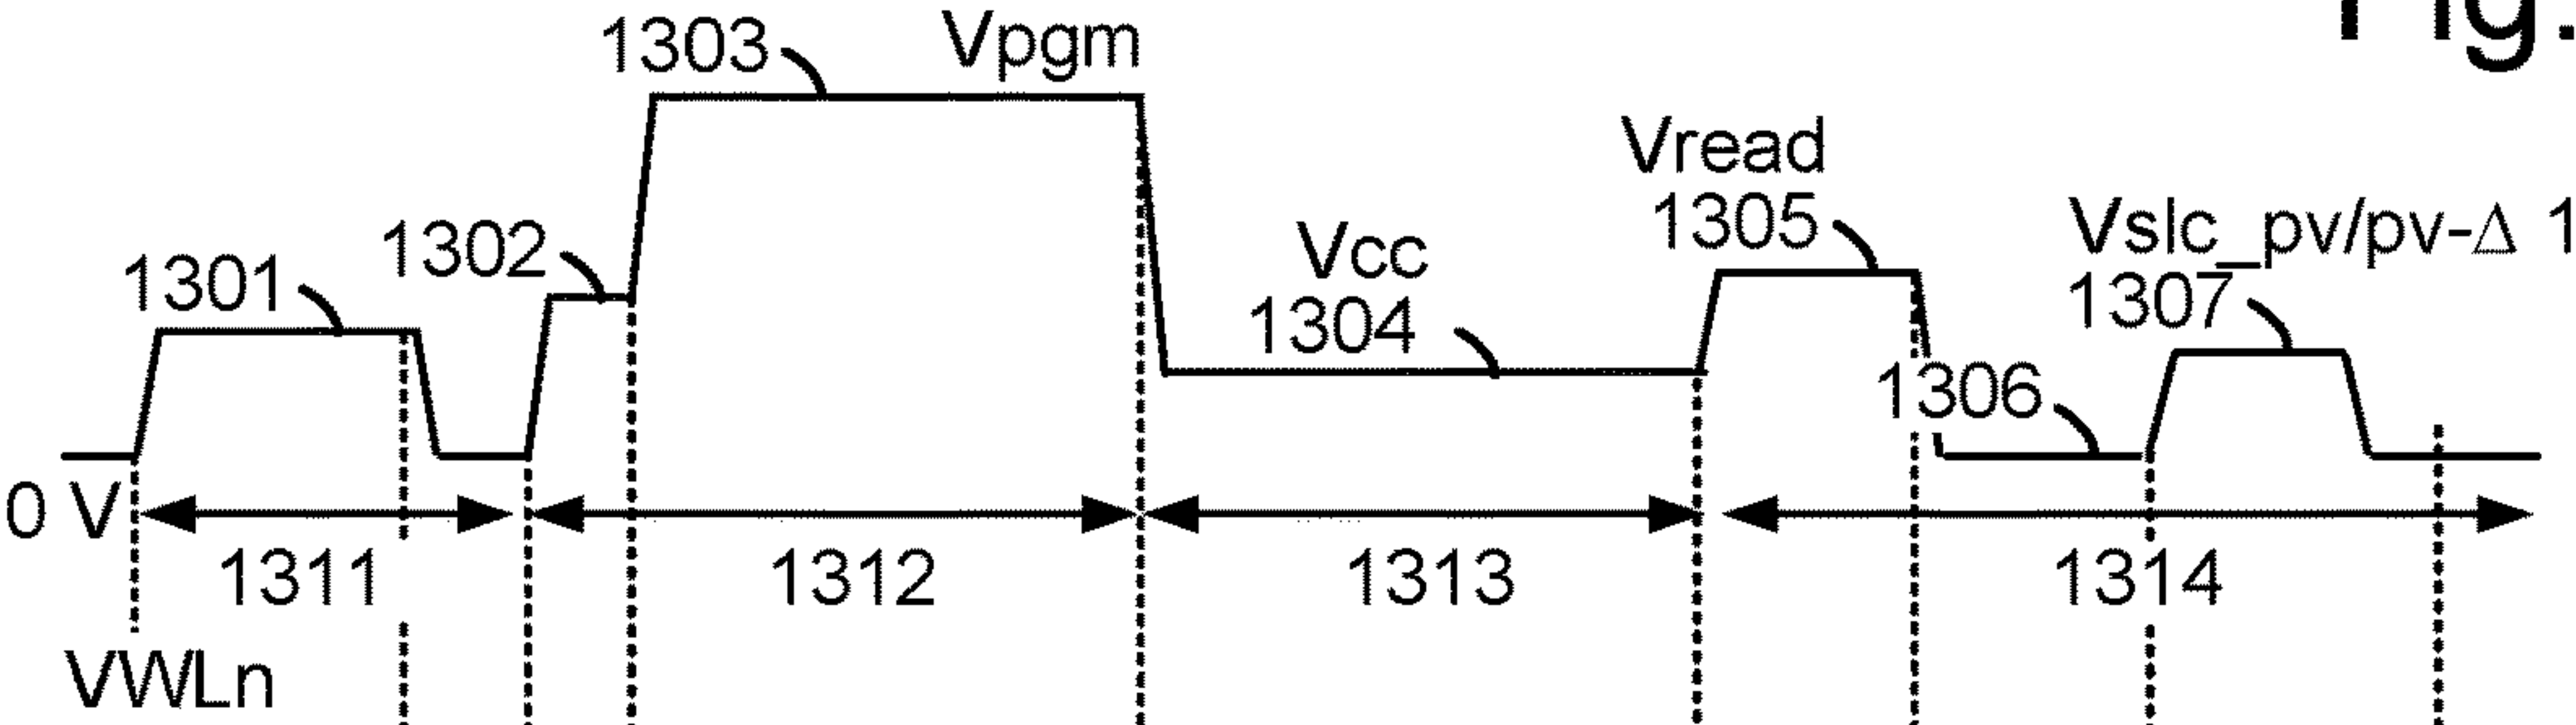 Fig.
1303 Vpgm
Vread
1305
Vslc_pv/pv-Δ 1
1307
1302
Vcc
1304
1301
1306
0 V
1311 1312 1313 1314
VWLn